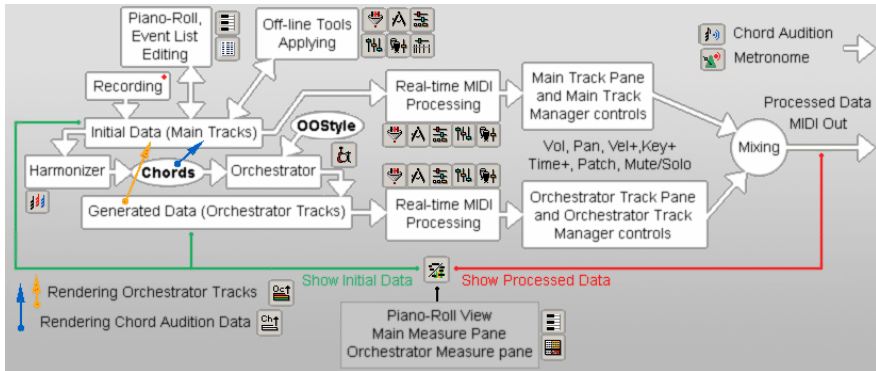 Piano-Roll,
Event List
Editing
Off-line Tools
Applying
Chord Audition
Metronome
Recording
Real-time MIDI
Processing
Main Track Pane
and Main Track
Manager controls
Processed Data
MIDI Out
Initial Data (Main Tracks)
OOStyle
Vol, Pan, Vel+,Key+
Time+, Patch, Mute/Solo
Mixing
Harmonizer
Chords
Orchestrator
Generated Data (Orchestrator Tracks)
Real-time MIDI
Processing
Orchestrator Track Pane
and Orchestrator Track
Manager controls
Show Initial Data
Show Processed Data
Rendering Orchestrator Tracks
Oct
Rendering Chord Audition Data
Ch
Piano-Roll View
Main Measure Pane
Orchestrator Measure pane